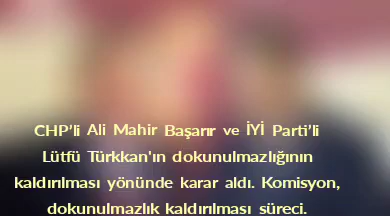 CHP’li Ali Mahir Başarır ve İYİ Parti’li
Lütfü Türkkan'ın dokunulmazlığının
kaldırılması yönünde karar aldı. Komisyon,
dokunulmazlık kaldırılması süreci.